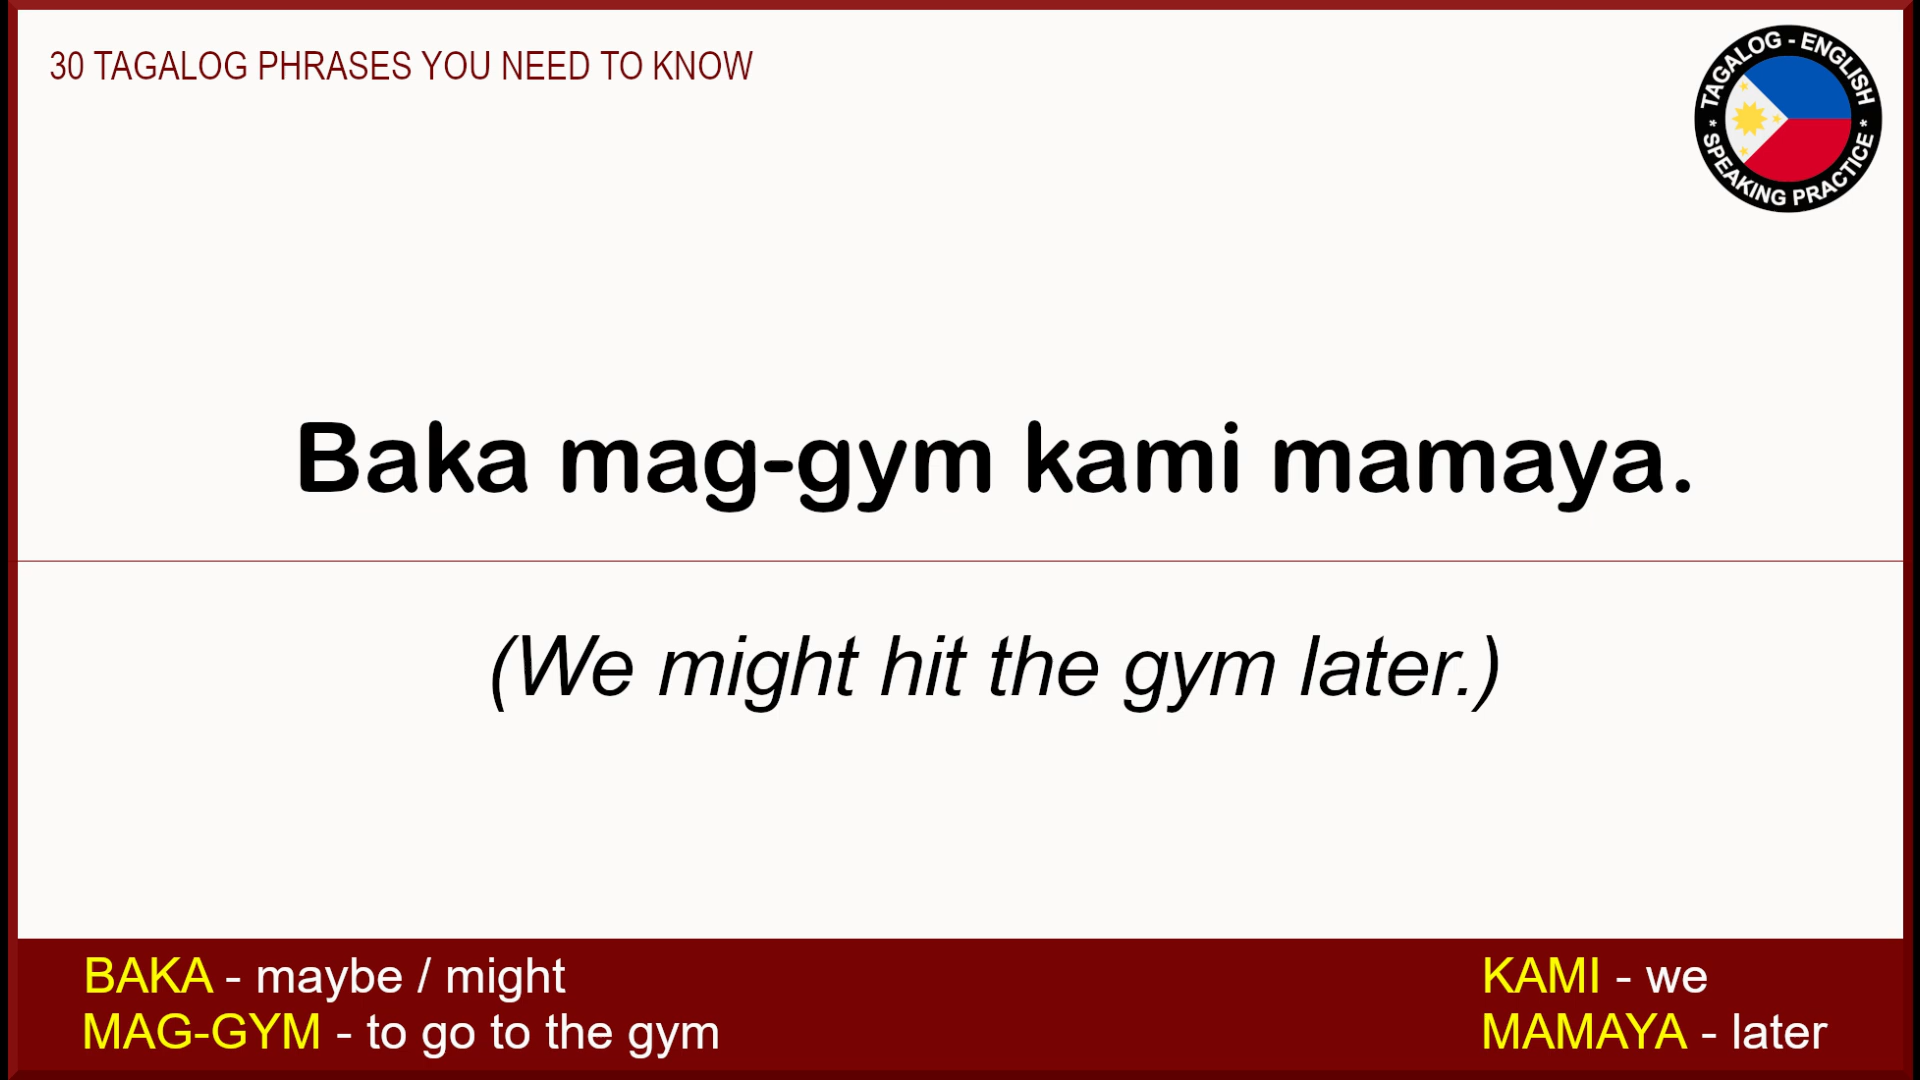 30 TAGALOG PHRASES YOU NEED TO KNOW
TAGALOG - ENGLISH
* SPEAKING PRACTICE *
Baka mag-gym kami mamaya.
(We might hit the gym later.)
BAKA - maybe / might
MAG-GYM - to go to the gym
KAMI - we
MAMAYA - later